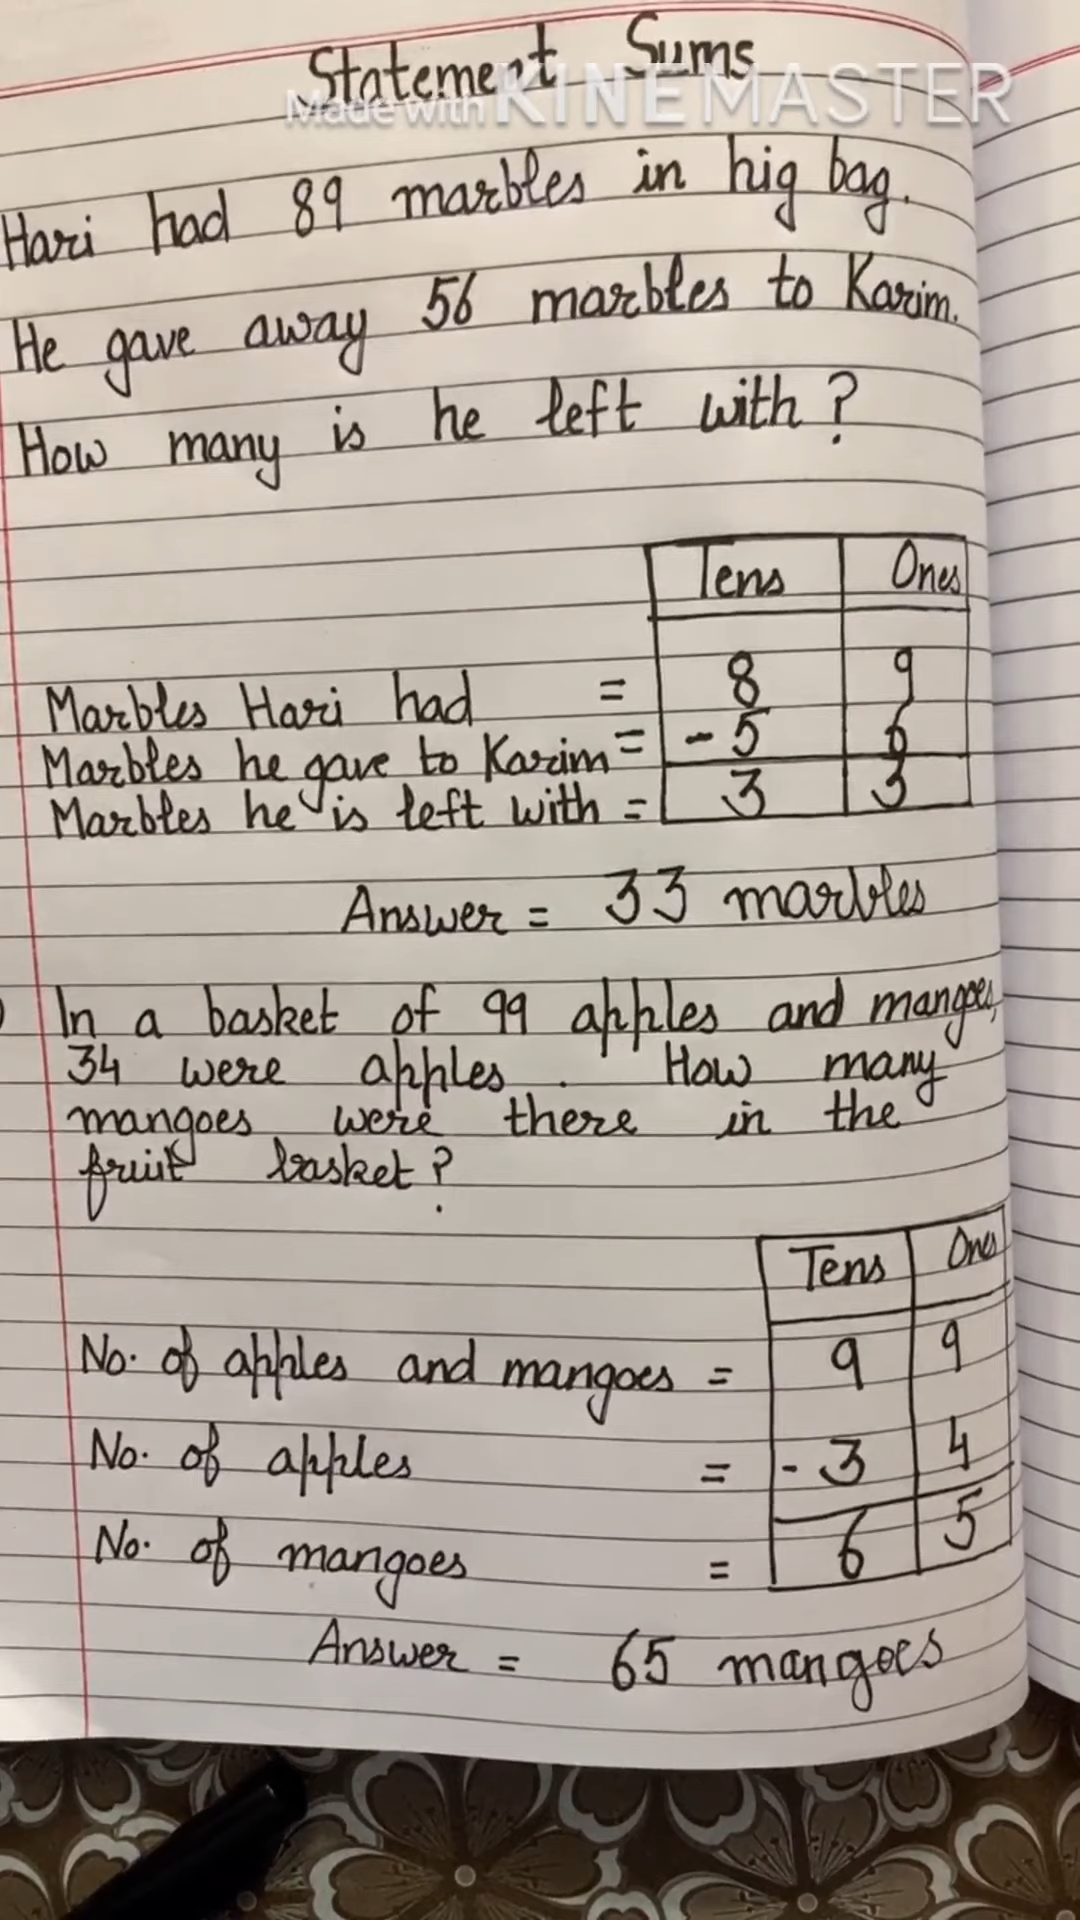 Statement Sums
Made with KINEMASTER
Hari had 89 marbles in hig bag.
He gave away 56 marbles to Karim.
How many is he left with?
Tens Ones
Marbles Hari had = 8 9
Marbles he gave to Karim = - 5 6
Marbles he is left with = 3 3
Answer = 33 marbles
In a basket of 99 apples and mangoes,
34 were apples. How many
mangoes were there in the
fruit basket?
Tens Ones
No. of apples and mangoes = 9 9
No. of apples = - 3 4
No. of mangoes = 6 5
Answer = 65 mangoes